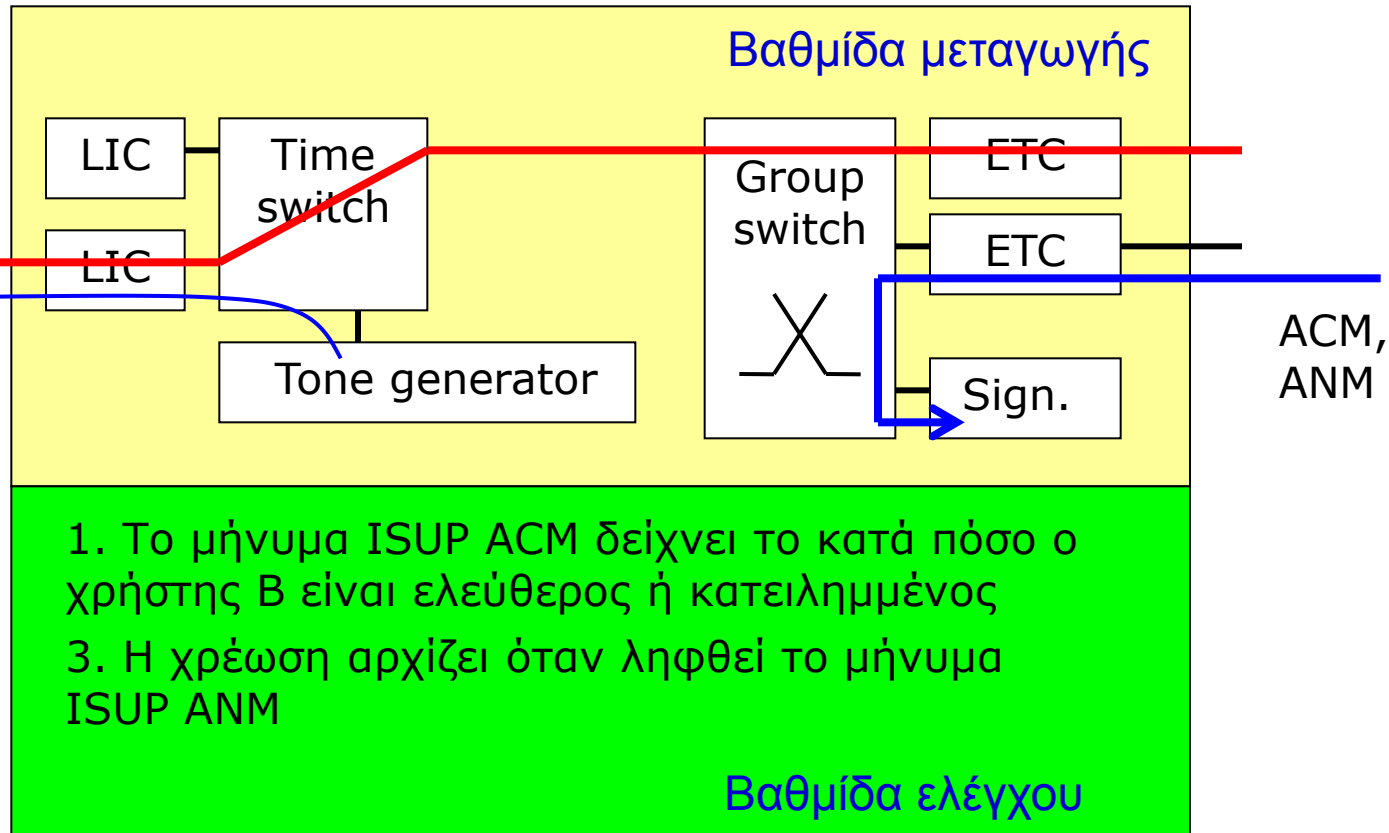 Βαθμίδα μεταγωγής
LIC
Time
switch
Group
switch
ETC
LIC
ETC
Tone generator
Sign.
ACM,
ANM
1. Το μήνυμα ISUP ACM δείχνει το κατά πόσο ο
χρήστης Β είναι ελεύθερος ή κατειλημμένος
3. Η χρέωση αρχίζει όταν ληφθεί το μήνυμα
ISUP ANM
Βαθμίδα ελέγχου